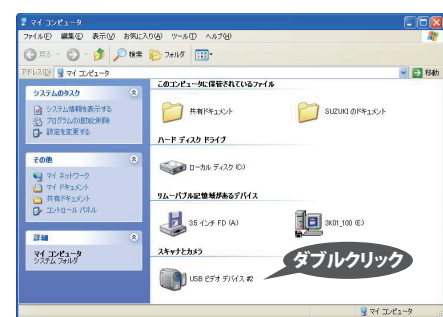 マイ コンピュータ
ファイル(F) 編集(E) 表示(V) お気に入り(A) ツール(T) ヘルプ(H)
戻る 検索 フォルダ
アドレス(D) マイ コンピュータ 移動
システムのタスク
システム情報を表示する
プログラムの追加と削除
設定を変更する
その他
マイ ネットワーク
マイ ドキュメント
共有ドキュメント
コントロール パネル
詳細
マイ コンピュータ
システム フォルダ
このコンピュータに保管されているファイル
共有ドキュメント SUZUKI のドキュメント
ハード ディスク ドライブ
ローカル ディスク (C:)
リムーバブル記憶域があるデバイス
3.5 インチ FD (A:) 3K01_100 (E:)
スキャナとカメラ
USB ビデオ デバイス #2
ダブルクリック
マイ コンピュータ